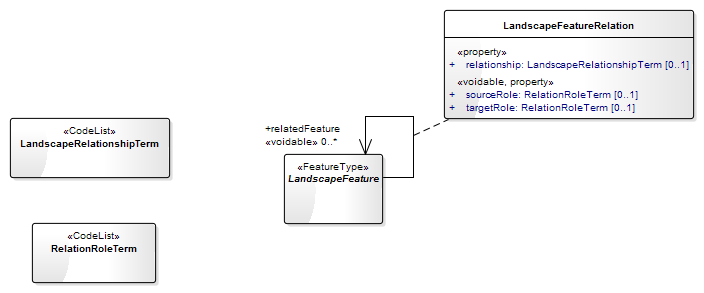 LandscapeFeatureRelation
«property»
+ relationship: LandscapeRelationshipTerm [0..1]
«voidable, property»
+ sourceRole: RelationRoleTerm [0..1]
+ targetRole: RelationRoleTerm [0..1]
«CodeList»
LandscapeRelationshipTerm
+relatedFeature
«voidable» 0..*
«FeatureType»
LandscapeFeature
«CodeList»
RelationRoleTerm